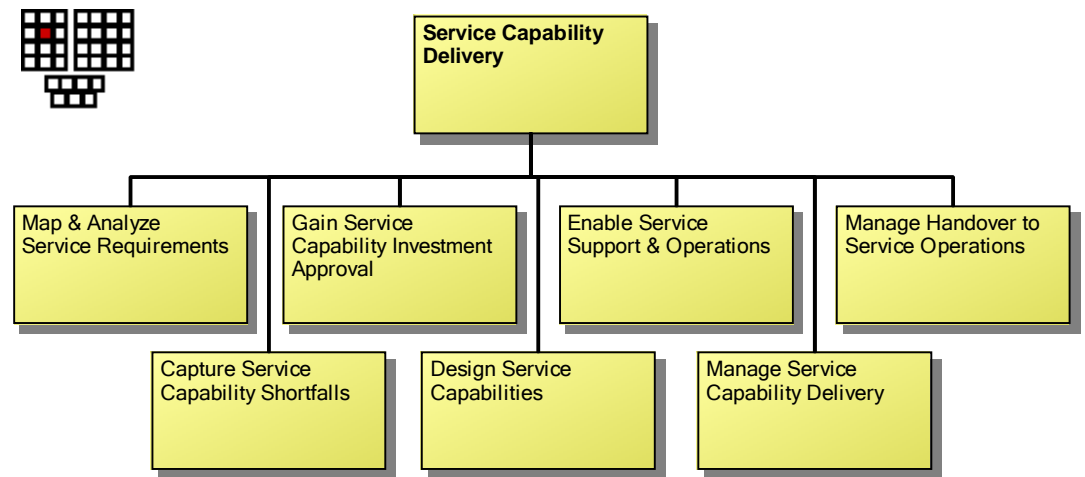 Service Capability
Delivery
Map & Analyze
Service Requirements
Gain Service
Capability Investment
Approval
Enable Service
Support & Operations
Manage Handover to
Service Operations
Capture Service
Capability Shortfalls
Design Service
Capabilities
Manage Service
Capability Delivery